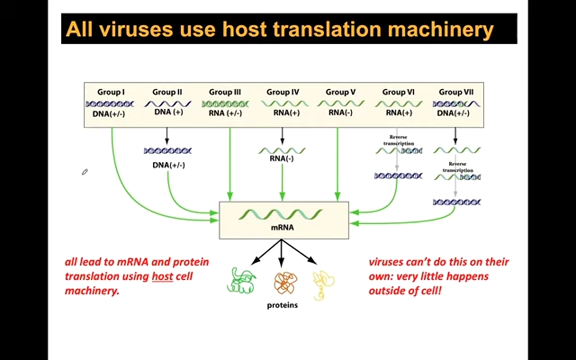 All viruses use host translation machinery
Group I Group II Group III Group IV Group V Group VI Group VII
DNA(+/-) DNA (+) RNA (+/-) RNA(+) RNA(-) RNA(+) DNA(+/-)
Reverse
transcription
DNA(+/-)
RNA(-)
Reverse
transcription
mRNA
all lead to mRNA and protein
translation using host cell
machinery.
viruses can't do this on their
own: very little happens
outside of cell!
proteins